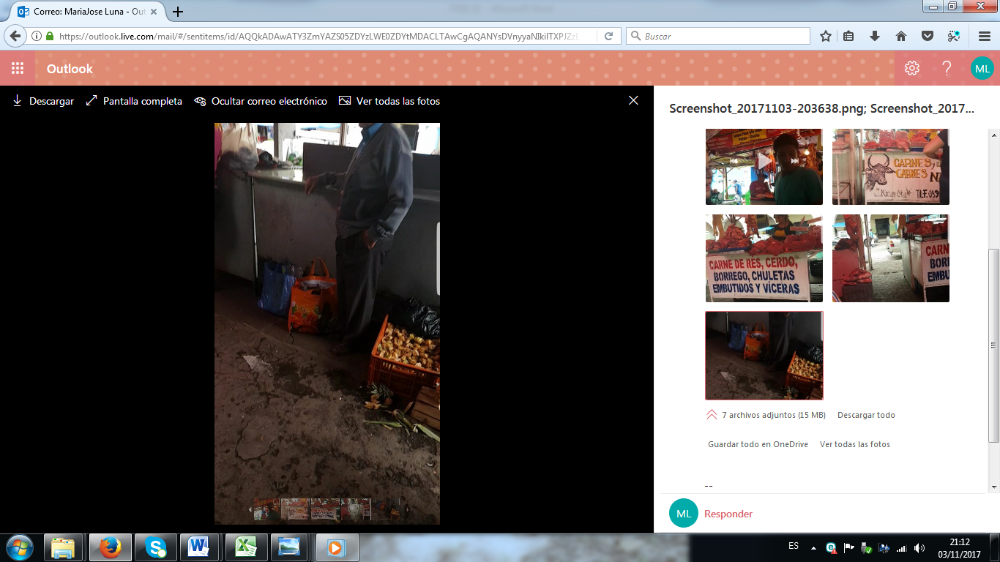 Correo: MariaJose Luna - Out
https://outlook.live.com/mail/#/sentitems/id/
Buscar
Outlook
ML
Descargar
Pantalla completa
Ocultar correo electrónico
Ver todas las fotos
Screenshot_20171103-203638.png; Screenshot_2017...
CARNES y
CARNES
CARNE DE RES, CERDO,
BORREGO, CHULETAS
EMBUTIDOS Y VÍCERAS
CARN
BOR
EMBU
7 archivos adjuntos (15 MB) Descargar todo
Guardar todo en OneDrive Ver todas las fotos
--
ML Responder
ES
21:12
03/11/2017